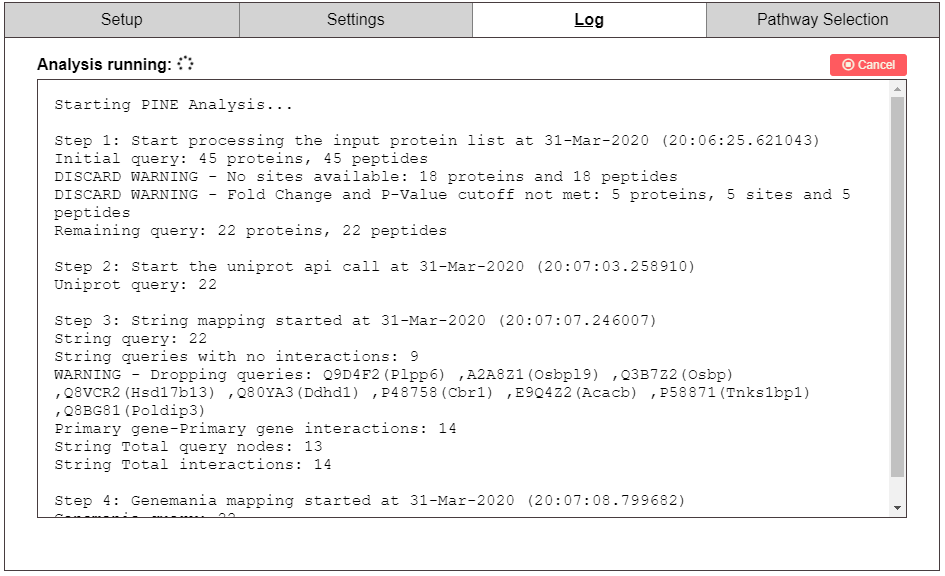 Setup Settings Log Pathway Selection
Analysis running:
Cancel
Starting PINE Analysis...
Step 1: Start processing the input protein list at 31-Mar-2020 (20:06:25.621043)
Initial query: 45 proteins, 45 peptides
DISCARD WARNING - No sites available: 18 proteins and 18 peptides
DISCARD WARNING - Fold Change and P-Value cutoff not met: 5 proteins, 5 sites and 5
peptides
Remaining query: 22 proteins, 22 peptides
Step 2: Start the uniprot api call at 31-Mar-2020 (20:07:03.258910)
Uniprot query: 22
Step 3: String mapping started at 31-Mar-2020 (20:07:07.246007)
String query: 22
String queries with no interactions: 9
WARNING - Dropping queries: Q9D4F2(Plpp6) ,A2A8Z1(Osbpl9) ,Q3B7Z2(Osbp)
,Q8VCR2(Hsd17b13) ,Q80YA3(Ddhd1) ,P48758(Cbr1) ,E9Q4Z2(Acacb) ,P58871(Tnks1bp1)
,Q8BG81(Poldip3)
Primary gene-Primary gene interactions: 14
String Total query nodes: 13
String Total interactions: 14
Step 4: Genemania mapping started at 31-Mar-2020 (20:07:08.799682)